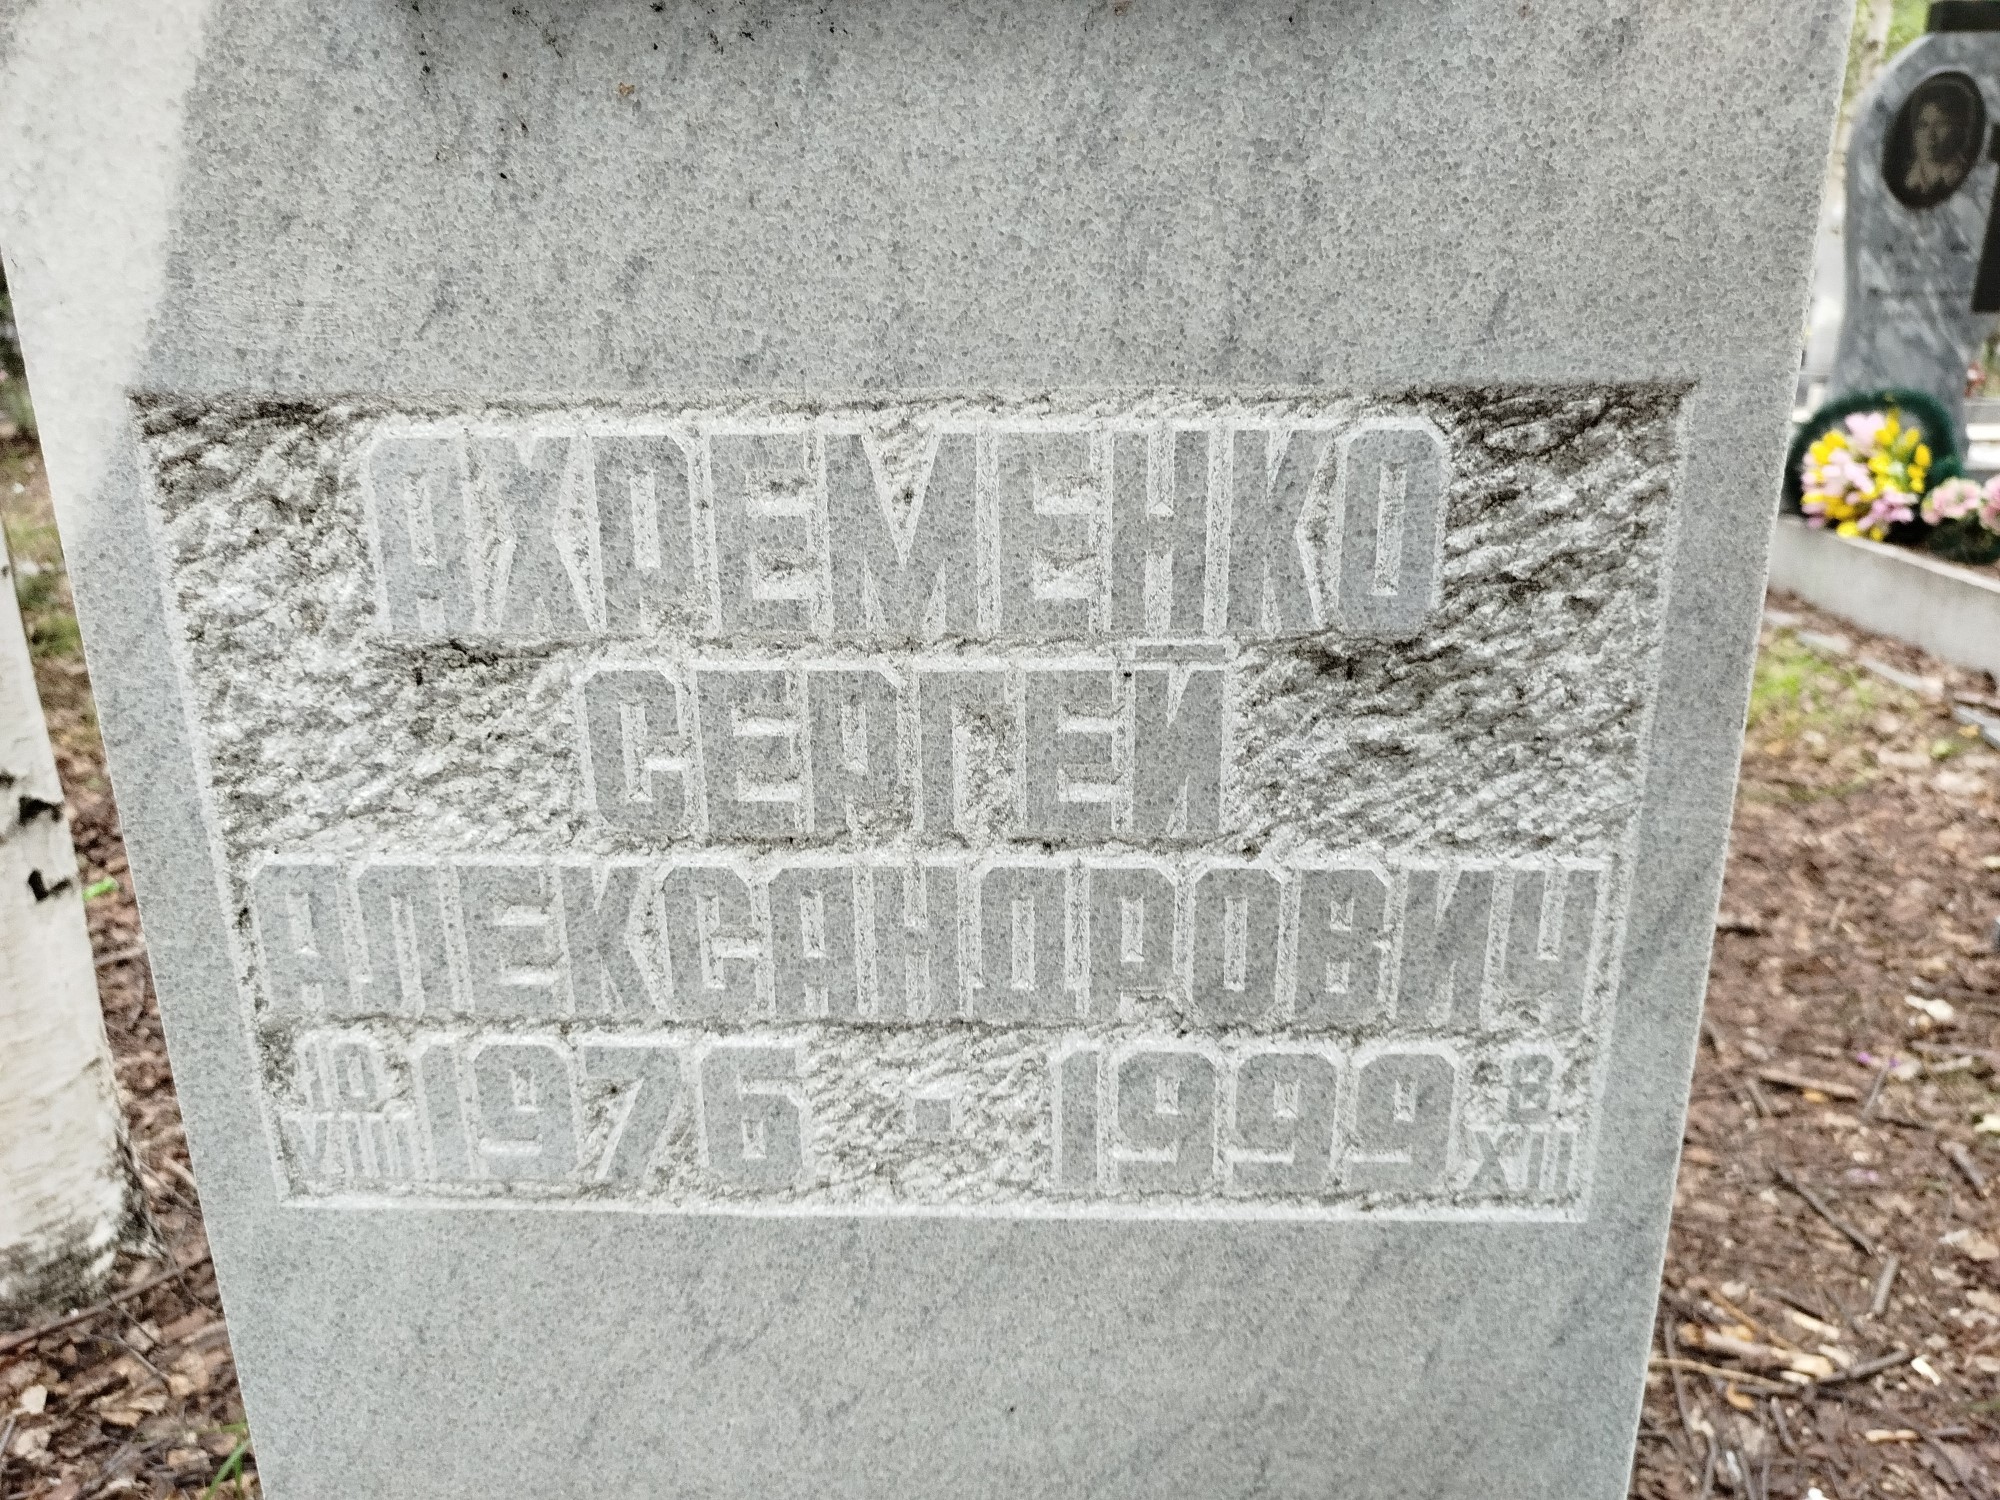 АХРЕМЕНКО
СЕРГЕЙ
АЛЕКСАНДРОВИЧ
10 VIII 1976 - 1999 8 XII